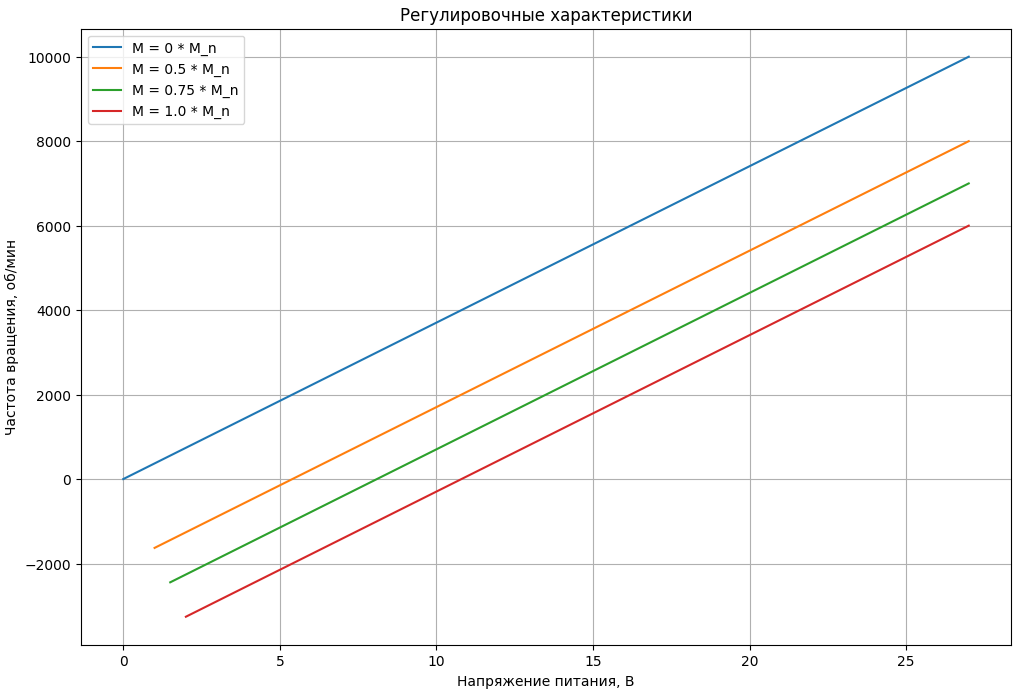 Регулировочные характеристики
M = 0 * M_n
M = 0.5 * M_n
M = 0.75 * M_n
M = 1.0 * M_n
10000
8000
6000
4000
2000
0
−2000
Частота вращения, об/мин
0 5 10 15 20 25
Напряжение питания, В